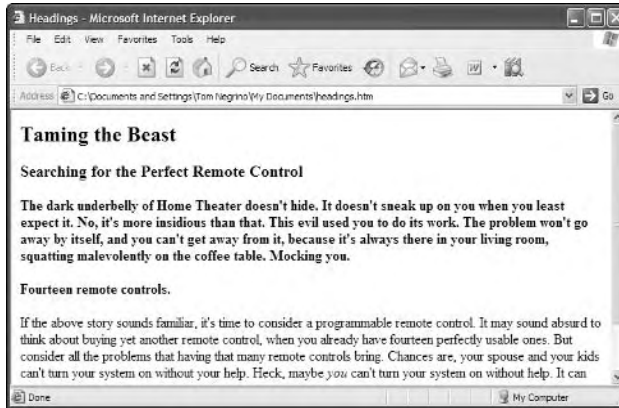 Headings - Microsoft Internet Explorer
File Edit View Favorites Tools Help
Back Search Favorites
Address C:\Documents and Settings\Tom Negrino\My Documents\headings.htm Go
Taming the Beast
Searching for the Perfect Remote Control
The dark underbelly of Home Theater doesn't hide. It doesn't sneak up on you when you least
expect it. No, it's more insidious than that. This evil used you to do its work. The problem won't go
away by itself, and you can't get away from it, because it's always there in your living room,
squatting malevolently on the coffee table. Mocking you.
Fourteen remote controls.
If the above story sounds familiar, it's time to consider a programmable remote control. It may sound absurd to
think about buying yet another remote control, when you already have fourteen perfectly usable ones. But
consider all the problems that having that many remote controls bring. Chances are, your spouse and your kids
can't turn your system on without your help. Heck, maybe you can't turn your system on without help. It can
Done My Computer